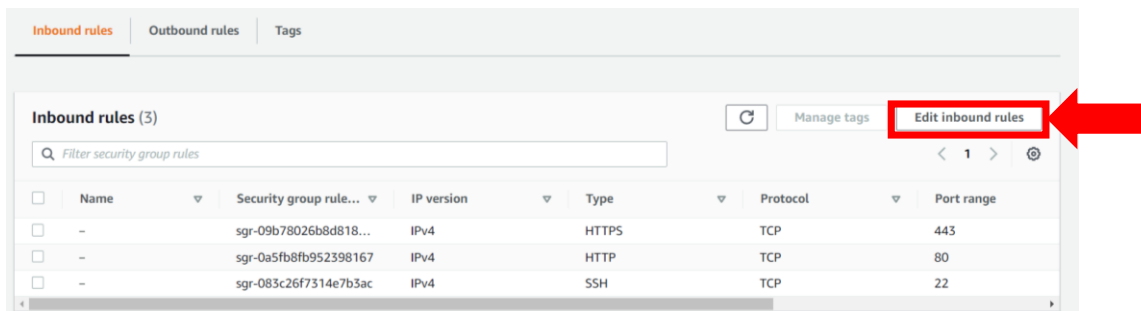 Inbound rules Outbound rules Tags
Inbound rules (3) Manage tags Edit inbound rules
Filter security group rules 1
Name Security group rule... IP version Type Protocol Port range
– sgr-09b78026b8d818... IPv4 HTTPS TCP 443
– sgr-0a5fb8fb952398167 IPv4 HTTP TCP 80
– sgr-083c26f7314e7b3ac IPv4 SSH TCP 22